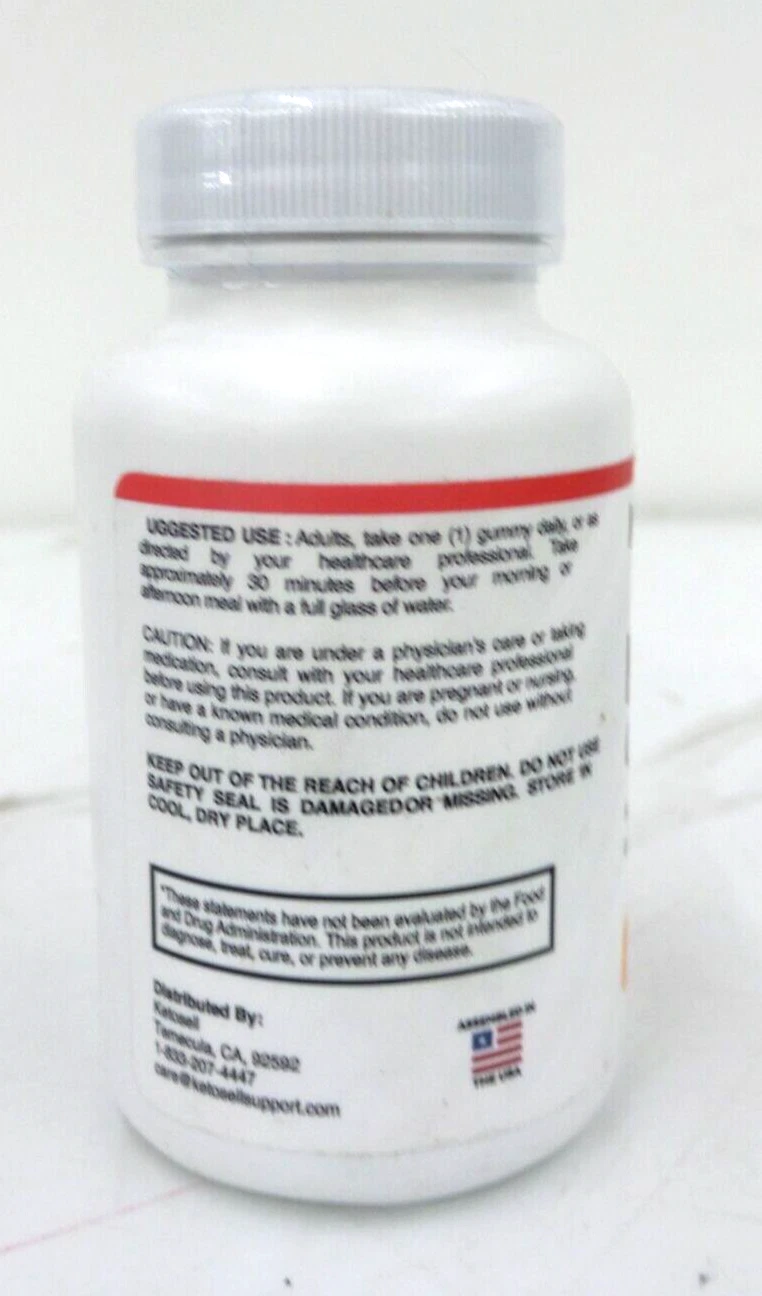 UGGESTED USE : Adults, take one (1) gummy daily, or as
directed by your healthcare professional. Take
approximately 30 minutes before your morning or
afternoon meal with a full glass of water.
CAUTION: If you are under a physician's care or taking
medication, consult with your healthcare professional
before using this product. If you are pregnant or nursing,
or have a known medical condition, do not use without
consulting a physician.
KEEP OUT OF THE REACH OF CHILDREN. DO NOT USE
SAFETY SEAL IS DAMAGEDOR MISSING. STORE IN
COOL, DRY PLACE.
*These statements have not been evaluated by the Food
and Drug Administration. This product is not intended to
diagnose, treat, cure, or prevent any disease.
Distributed By:
Ketosell
Temecula, CA, 92592
1-833-207-4447
care@ketosellsupport.com
ASSEMBLED IN
THE USA